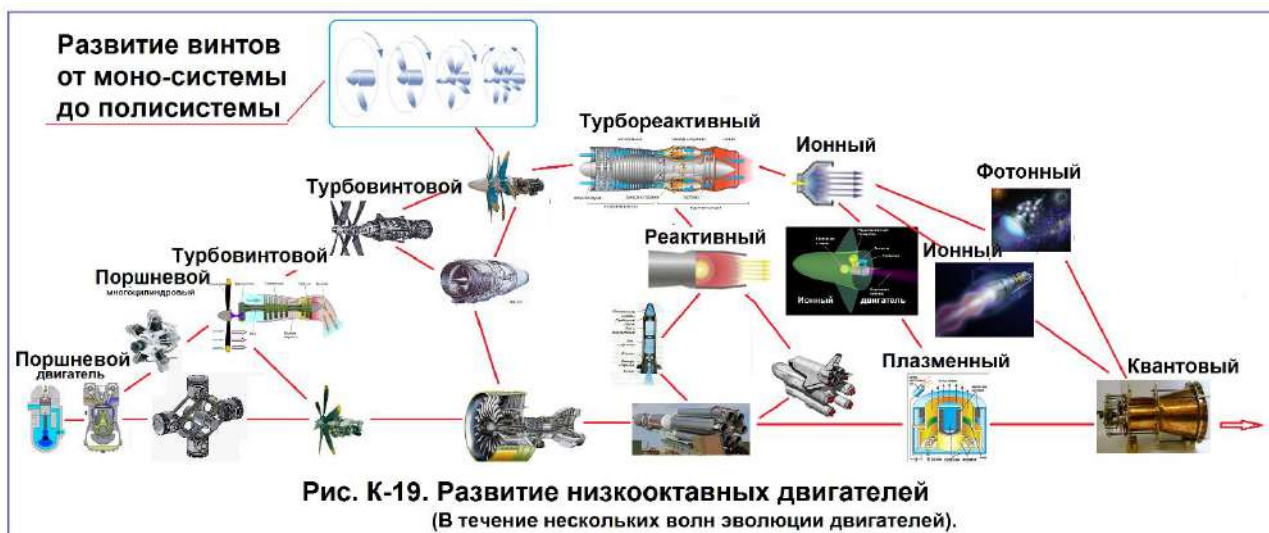 Развитие винтов
от моно-системы
до полисистемы
Турбореактивный
Ионный
Фотонный
Турбовинтовой
Реактивный
Ионный
Турбовинтовой
Поршневой
многоцилиндровый
Ионный двигатель
Поршневой
двигатель
Плазменный
Квантовый
Рис. К-19. Развитие низкооктавных двигателей
(В течение нескольких волн эволюции двигателей).